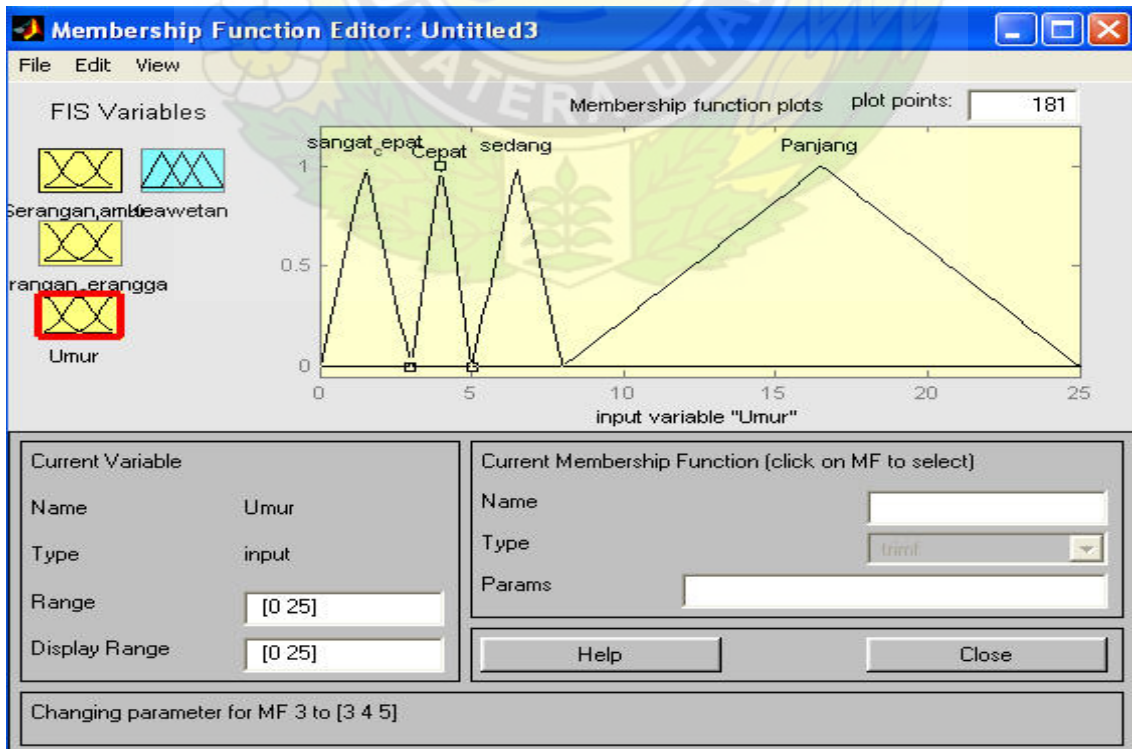 Membership Function Editor: Untitled3
File Edit View
FIS Variables
Membership function plots
plot points:
181
sangat_cepat
Cepat
sedang
Panjang
1
0.5
0
Keawetan
rangan_erangga
Umur
0 5 10 15 20 25
input variable "Umur"
Current Variable
Name Umur
Type input
Range [0 25]
Display Range [0 25]
Current Membership Function (click on MF to select)
Name
Type trimf
Params
Help
Close
Changing parameter for MF 3 to [3 4 5]
ATERA UTA